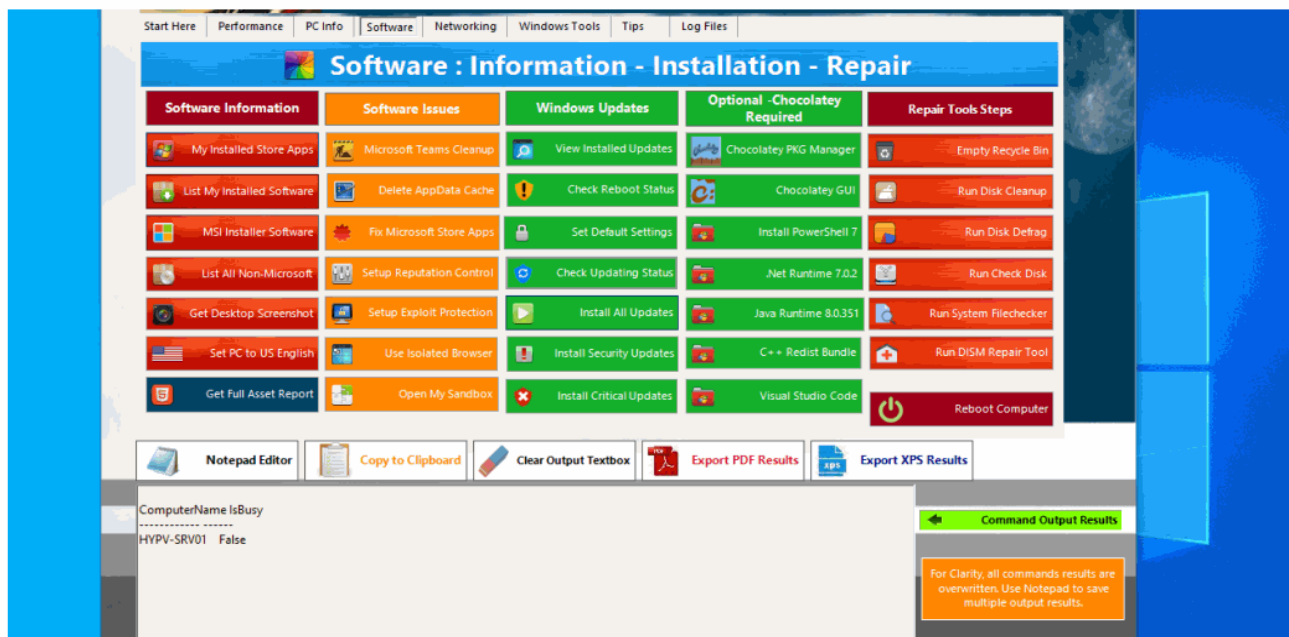 Start Here
Performance
PC Info
Software
Networking
Windows Tools
Tips
Log Files
Software : Information - Installation - Repair
Software Information
My Installed Store Apps
List My Installed Software
MSI Installer Software
List All Non-Microsoft
Get Desktop Screenshot
Set PC to US English
Get Full Asset Report
Software Issues
Microsoft Teams Cleanup
Delete AppData Cache
Fix Microsoft Store Apps
Setup Reputation Control
Setup Exploit Protection
Use Isolated Browser
Open My Sandbox
Windows Updates
View Installed Updates
Check Reboot Status
Set Default Settings
Check Updating Status
Install All Updates
Install Security Updates
Install Critical Updates
Optional -Chocolatey
Required
Chocolatey PKG Manager
Chocolatey GUI
Install PowerShell 7
.Net Runtime 7.0.2
Java Runtime 8.0.351
C++ Redist Bundle
Visual Studio Code
Repair Tools Steps
Empty Recycle Bin
Run Disk Cleanup
Run Disk Defrag
Run Check Disk
Run System Filechecker
Run DISM Repair Tool
Reboot Computer
Notepad Editor
Copy to Clipboard
Clear Output Textbox
PDF
Export PDF Results
XPS
Export XPS Results
ComputerName IsBusy
------------ ------
HYPV-SRV01 False
Command Output Results
For Clarity, all commands results are
overwritten. Use Notepad to save
multiple output results.